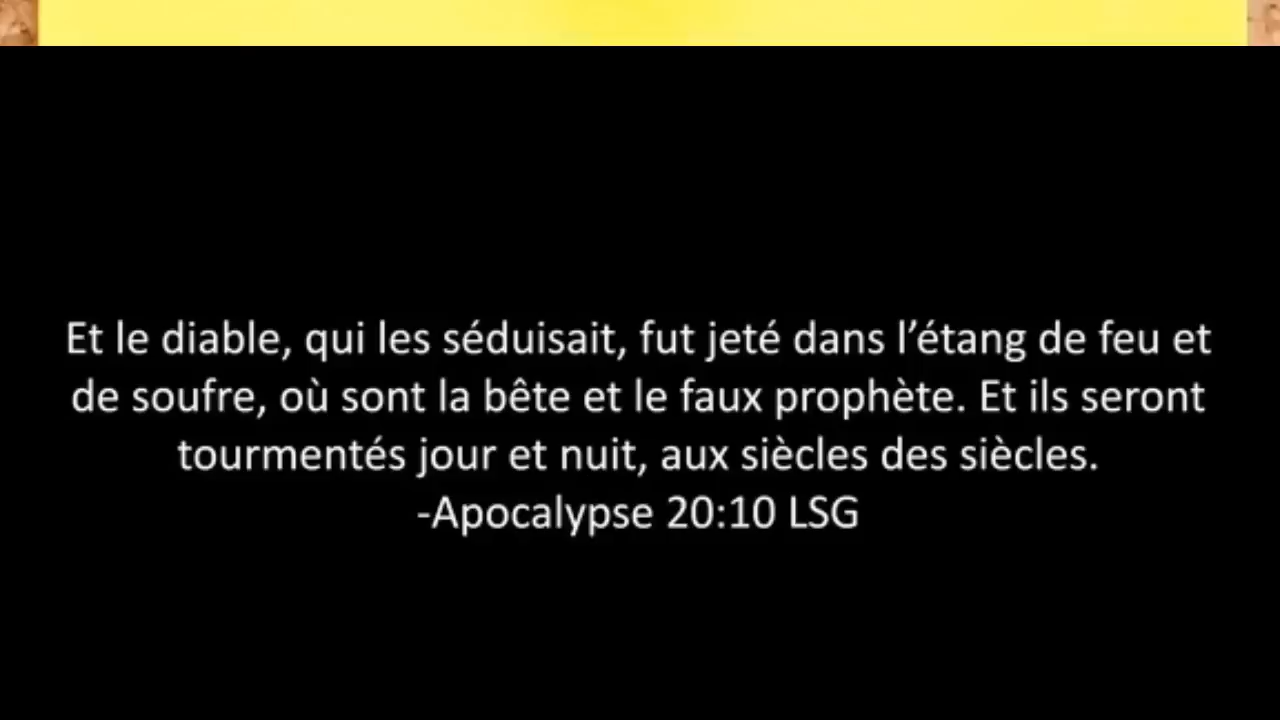 Et le diable, qui les séduisait, fut jeté dans l’étang de feu et
de soufre, où sont la bête et le faux prophète. Et ils seront
tourmentés jour et nuit, aux siècles des siècles.
-Apocalypse 20:10 LSG